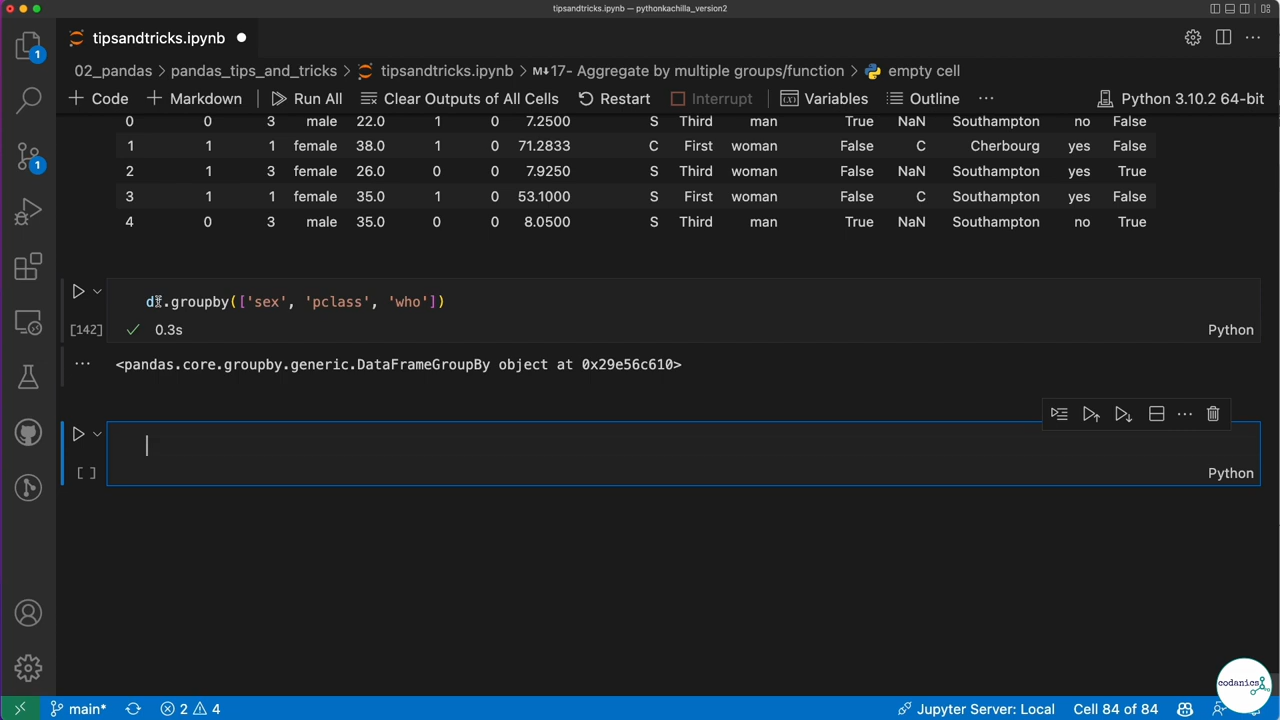 tipsandtricks.ipynb — pythonkachilla_version2
tipsandtricks.ipynb
02_pandas > pandas_tips_and_tricks > tipsandtricks.ipynb > M↓17- Aggregate by multiple groups/function > empty cell
+ Code + Markdown Run All Clear Outputs of All Cells Restart Interrupt Variables Outline ... Python 3.10.2 64-bit
0 0 3 male 22.0 1 0 7.2500 S Third man True NaN Southampton no False
1 1 1 female 38.0 1 0 71.2833 C First woman False C Cherbourg yes False
2 1 3 female 26.0 0 0 7.9250 S Third woman False NaN Southampton yes True
3 1 1 female 35.0 1 0 53.1000 S First woman False C Southampton yes False
4 0 3 male 35.0 0 0 8.0500 S Third man True NaN Southampton no True
df.groupby(['sex', 'pclass', 'who'])
[142] ✓ 0.3s Python
... <pandas.core.groupby.generic.DataFrameGroupBy object at 0x29e56c610>
[ ] Python
1
1
codanics
main* 2 4 Jupyter Server: Local Cell 84 of 84